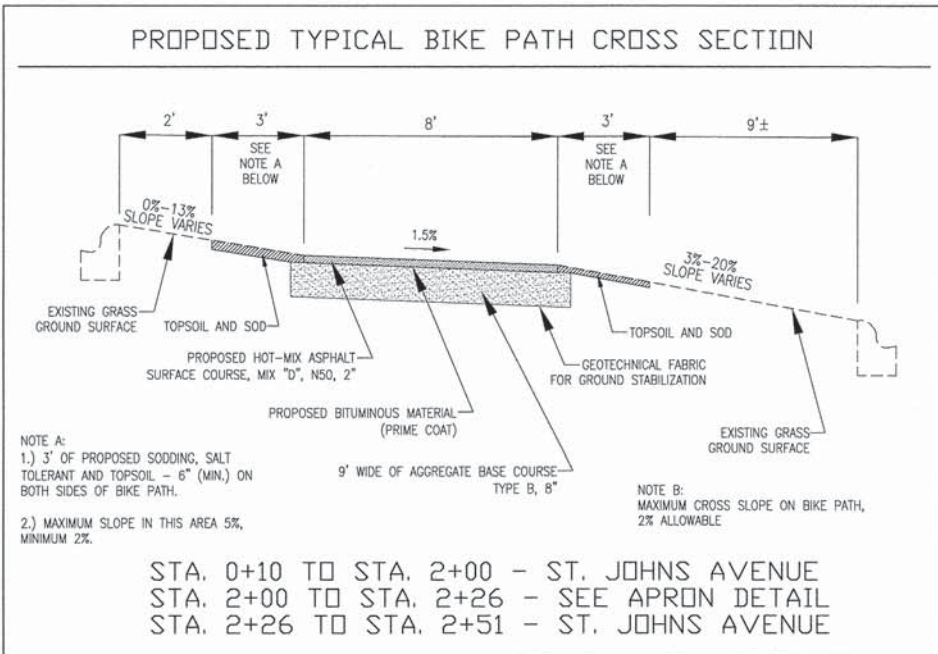 PROPOSED TYPICAL BIKE PATH CROSS SECTION
2'
3'
8'
3'
9'±
SEE
NOTE A
BELOW
SEE
NOTE A
BELOW
0%-13%
SLOPE VARIES
1.5%
3%-20%
SLOPE VARIES
EXISTING GRASS
GROUND SURFACE
TOPSOIL AND SOD
TOPSOIL AND SOD
PROPOSED HOT-MIX ASPHALT
SURFACE COURSE, MIX "D", N50, 2"
GEOTECHNICAL FABRIC
FOR GROUND STABILIZATION
PROPOSED BITUMINOUS MATERIAL
(PRIME COAT)
EXISTING GRASS
GROUND SURFACE
9' WIDE OF AGGREGATE BASE COURSE
TYPE B, 8"
NOTE A:
1.) 3' OF PROPOSED SODDING, SALT
TOLERANT AND TOPSOIL - 6" (MIN.) ON
BOTH SIDES OF BIKE PATH.
2.) MAXIMUM SLOPE IN THIS AREA 5%,
MINIMUM 2%.
NOTE B:
MAXIMUM CROSS SLOPE ON BIKE PATH,
2% ALLOWABLE
STA. 0+10 TO STA. 2+00 - ST. JOHNS AVENUE
STA. 2+00 TO STA. 2+26 - SEE APRON DETAIL
STA. 2+26 TO STA. 2+51 - ST. JOHNS AVENUE